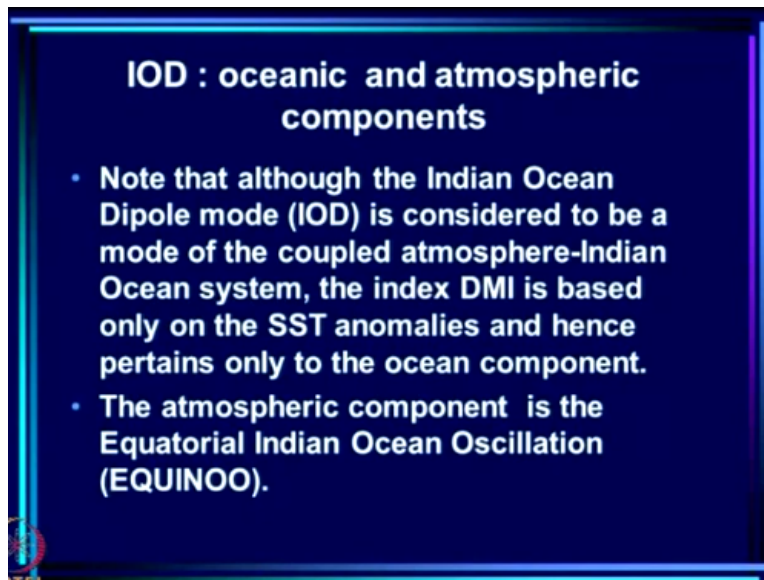 IOD : oceanic and atmospheric
components
• Note that although the Indian Ocean
Dipole mode (IOD) is considered to be a
mode of the coupled atmosphere-Indian
Ocean system, the index DMI is based
only on the SST anomalies and hence
pertains only to the ocean component.
• The atmospheric component is the
Equatorial Indian Ocean Oscillation
(EQUINOO).